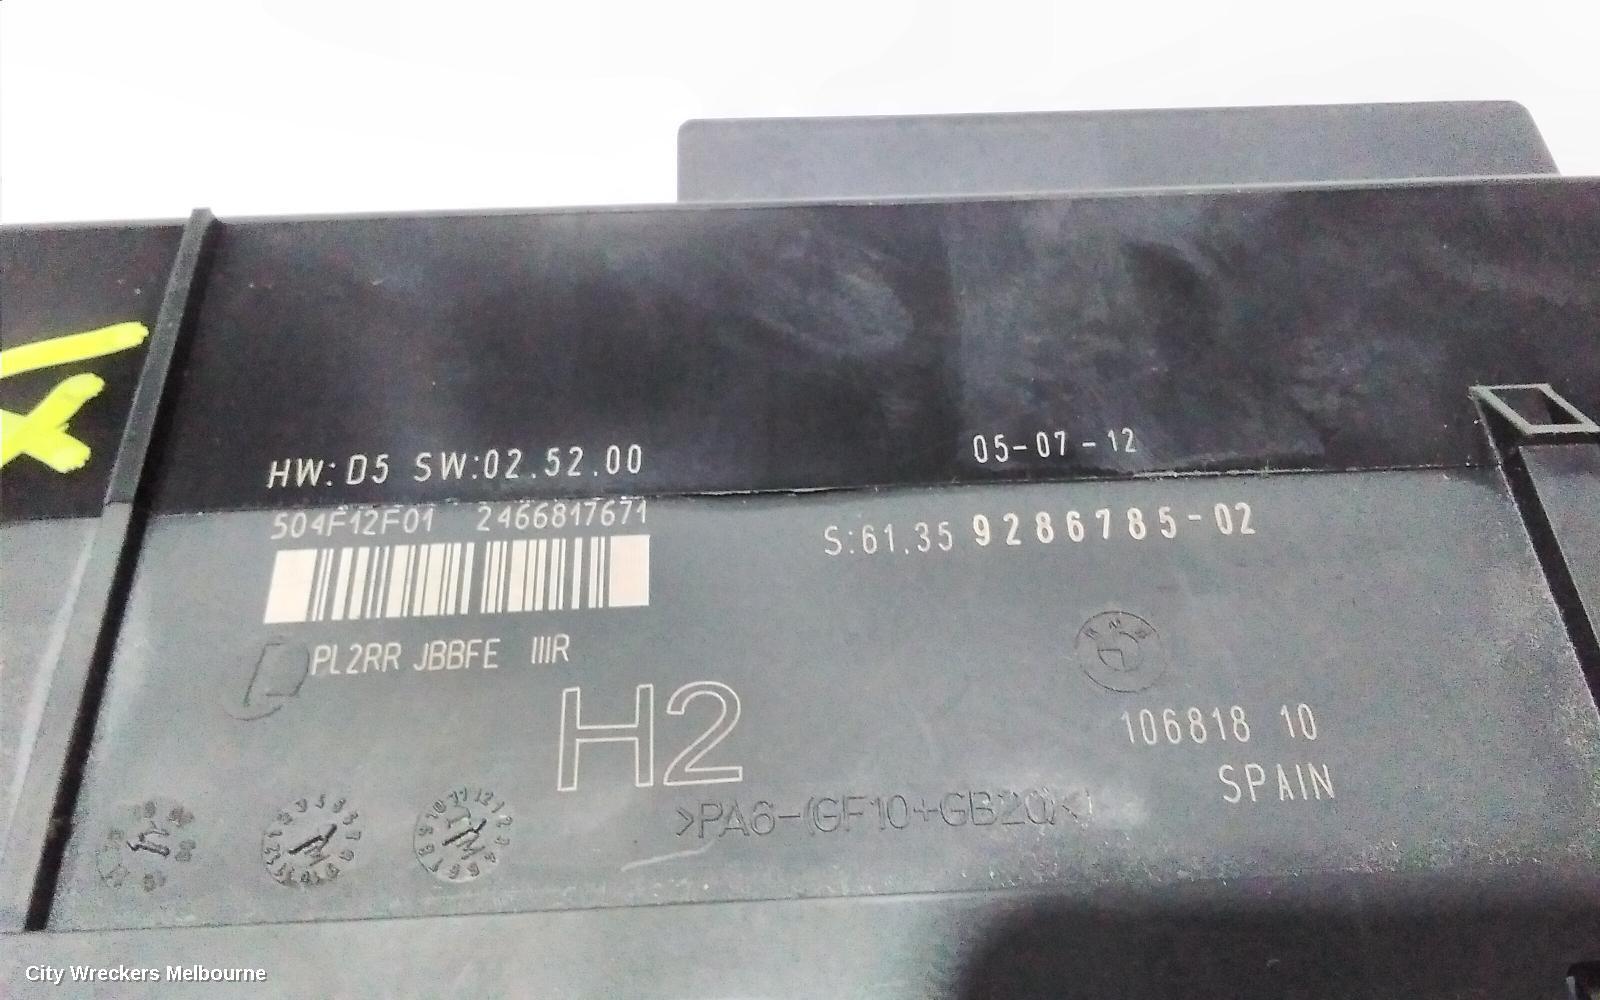 HW: D5 SW:02.52.00
05-07-12
504F12F01 2466817671
S:61.35 9286785-02
PL2RR JBBFE IIIR
BMW
H2
106818 10
SPAIN
>PA6-(GF10+GB20)<
City Wreckers Melbourne